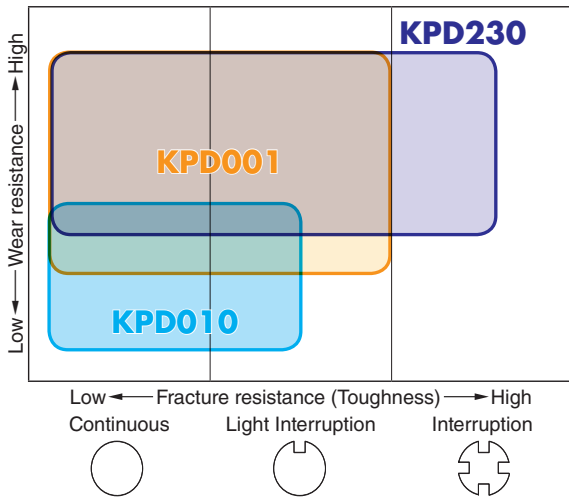 KPD230
High
KPD001
Wear resistance
KPD010
Low
Low Fracture resistance (Toughness) High
Continuous Light Interruption Interruption